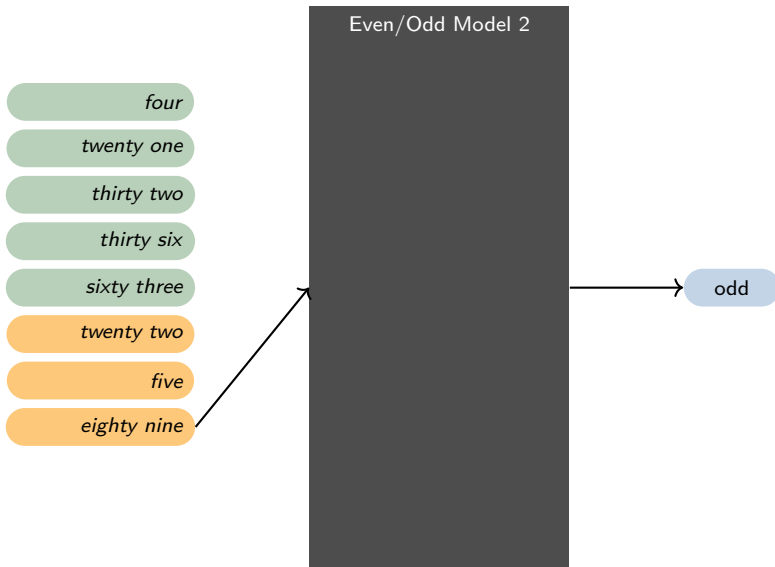 Even/Odd Model 2
four
twenty one
thirty two
thirty six
sixty three
twenty two
five
eighty nine
odd